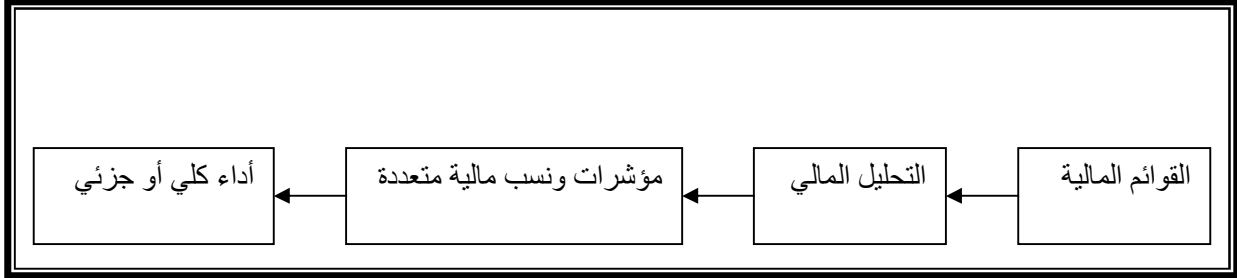 القوائم المالية
التحليل المالي
مؤشرات ونسب مالية متعددة
أداء كلي أو جزئي